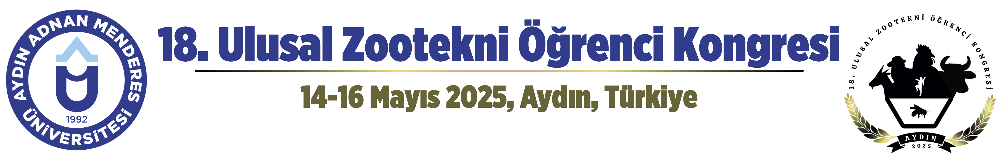 AYDIN ADNAN MENDERES
ÜNİVERSİTESİ
1992
18. Ulusal Zootekni Öğrenci Kongresi
14-16 Mayıs 2025, Aydın, Türkiye
18. ULUSAL ZOOTEKNİ ÖĞRENCİ KONGRESİ
AYDIN
2025